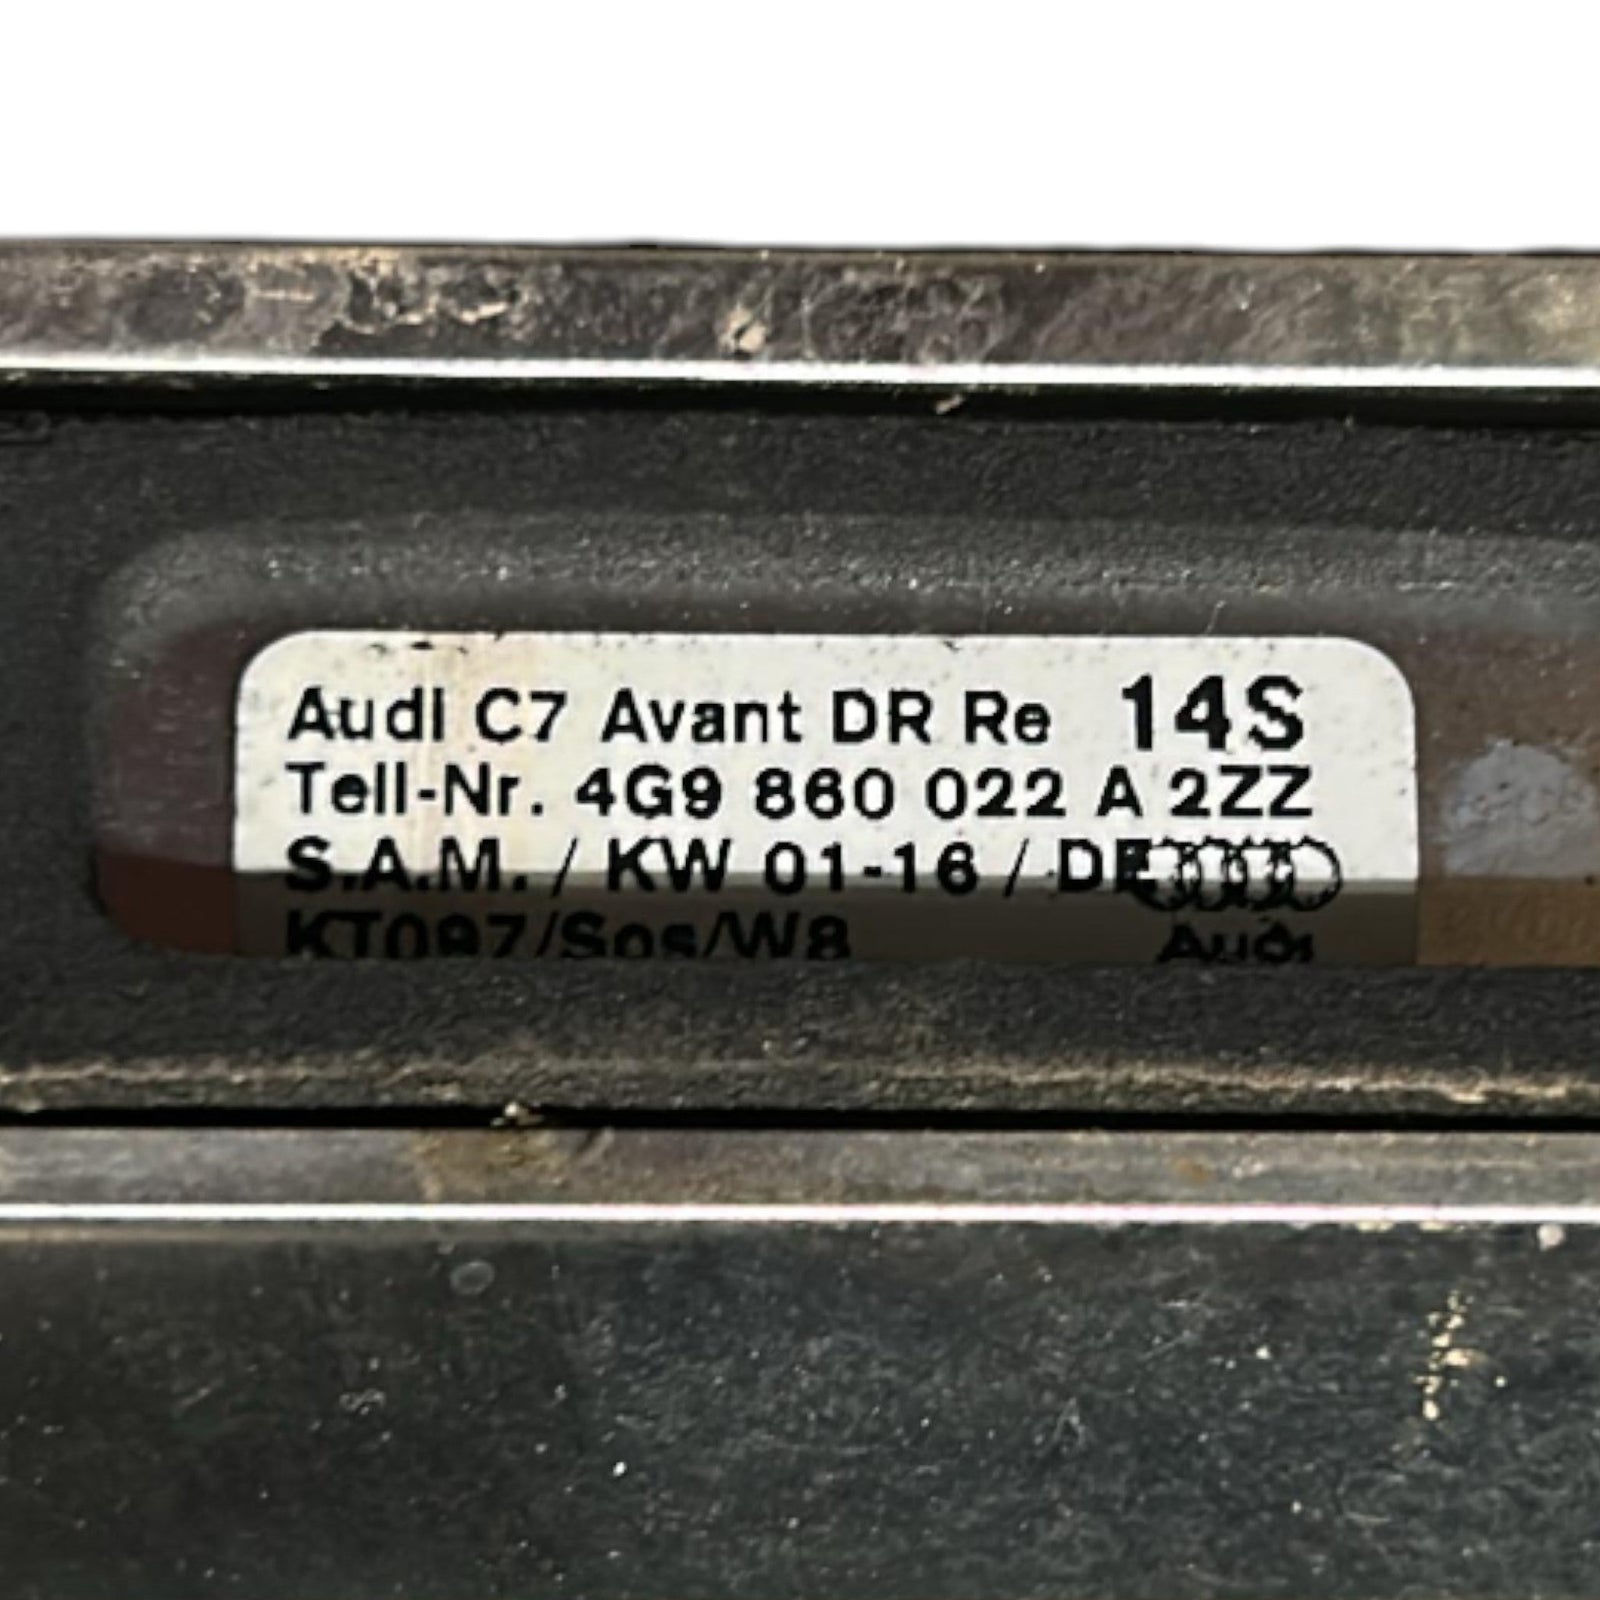 Audi C7 Avant DR Re 14S
Teil-Nr. 4G9 860 022 A 2ZZ
S.A.M. / KW 01-16 / DE
KT097/Sos/W8
Audi